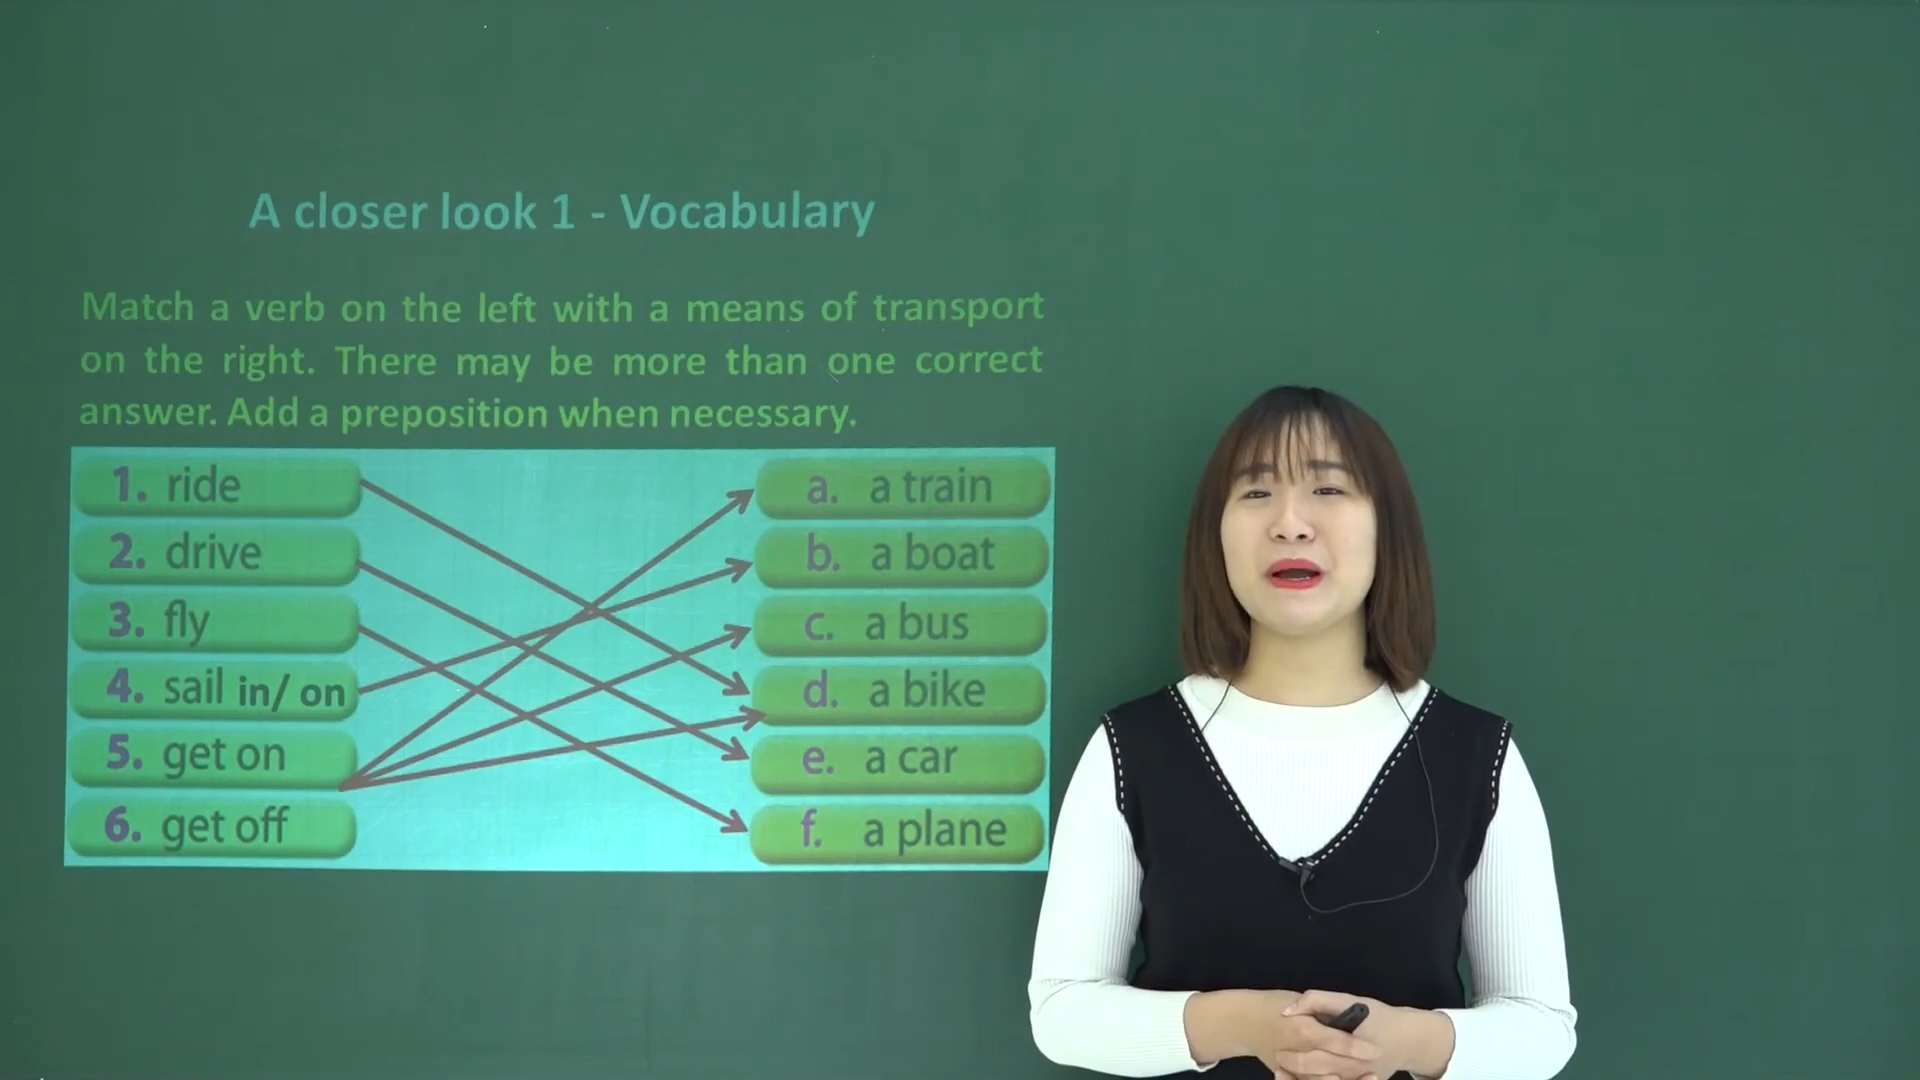 A closer look 1 - Vocabulary
Match a verb on the left with a means of transport
on the right. There may be more than one correct
answer. Add a preposition when necessary.
1. ride
a. a train
2. drive
b. a boat
3. fly
c. a bus
4. sail in/ on
d. a bike
5. get on
e. a car
6. get off
f. a plane